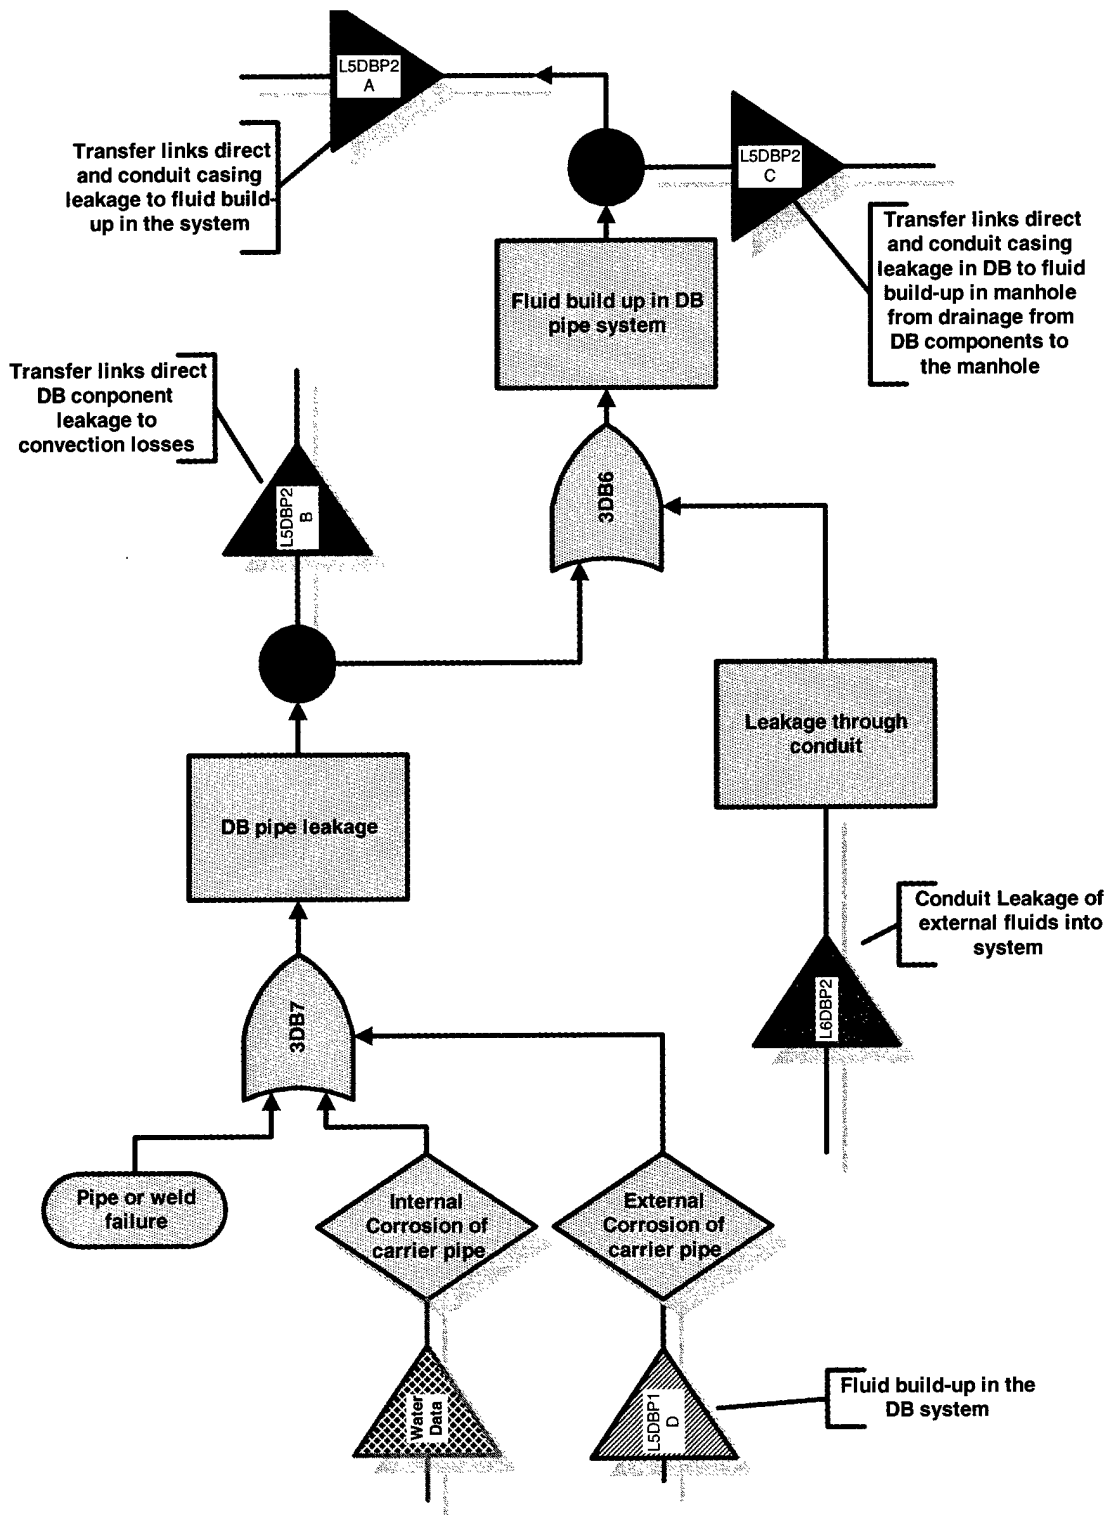 L5DBP2
A
Transfer links direct
and conduit casing
leakage to fluid build-
up in the system
L5DBP2
C
Transfer links direct
and conduit casing
leakage in DB to fluid
build-up in manhole
from drainage from
DB components to
the manhole
Fluid build up in DB
pipe system
Transfer links direct
DB conponent
leakage to
convection losses
L5DBP2
B
3DB6
Leakage through
conduit
DB pipe leakage
Conduit Leakage of
external fluids into
system
L6DBP2
3DB7
Pipe or weld
failure
Internal
Corrosion of
carrier pipe
External
Corrosion of
carrier pipe
Water
Data
L5DBP1
D
Fluid build-up in the
DB system